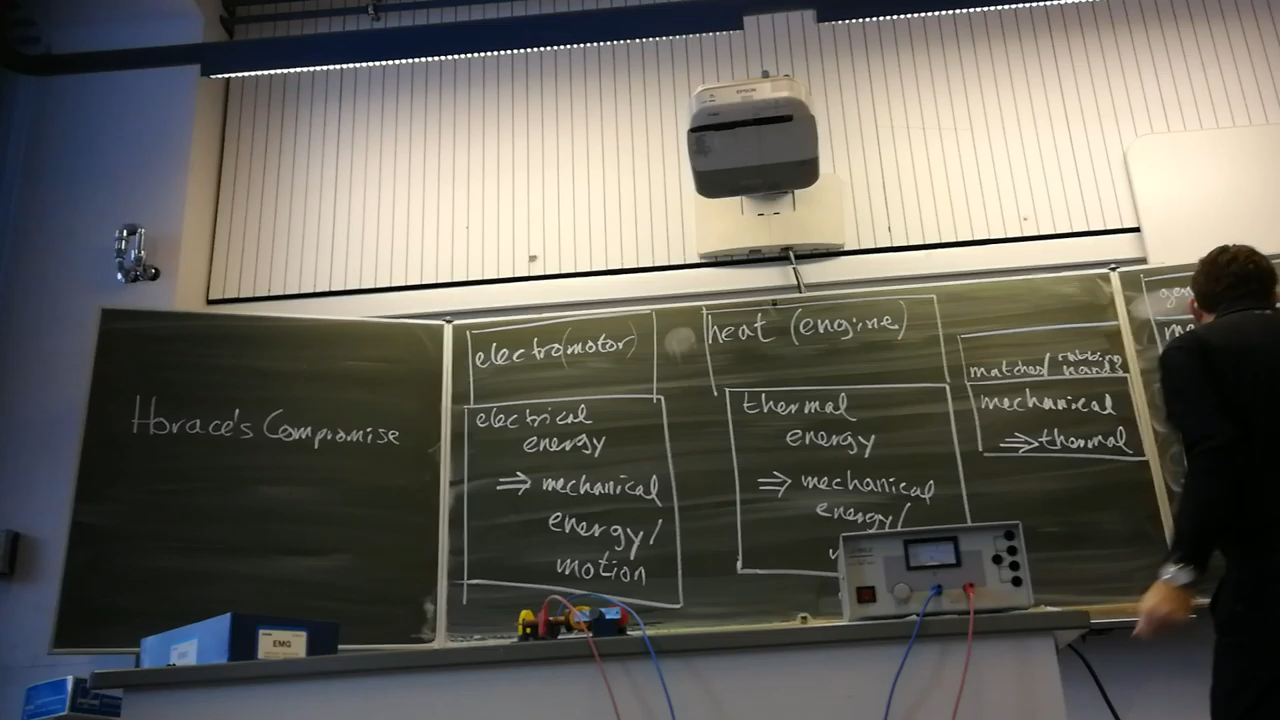 EPSON
Horace's Compromise
electro(motor)
electrical
energy
⇒ mechanical
energy/
motion
heat (engine)
thermal
energy
⇒ mechanical
energy/
matches/ rubbing
hands
mechanical
⇒ thermal
EMG